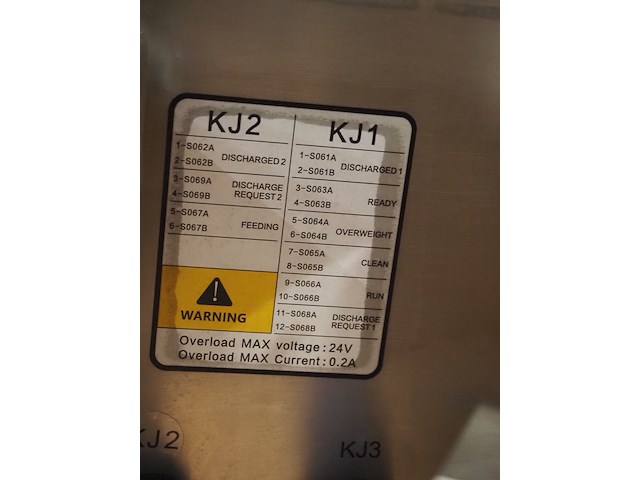 KJ2
1-S062A
2-S062B
DISCHARGED 2
3-S069A
4-S069B
DISCHARGE
REQUEST 2
5-S067A
6-S067B
FEEDING
WARNING
KJ1
1-S061A
2-S061B
DISCHARGED 1
3-S063A
4-S063B
READY
5-S064A
6-S064B
OVERWEIGHT
7-S065A
8-S065B
CLEAN
9-S066A
10-S066B
RUN
11-S068A
12-S068B
DISCHARGE
REQUEST 1
Overload MAX voltage:24V
Overload MAX Current:0.2A
KJ2
KJ3